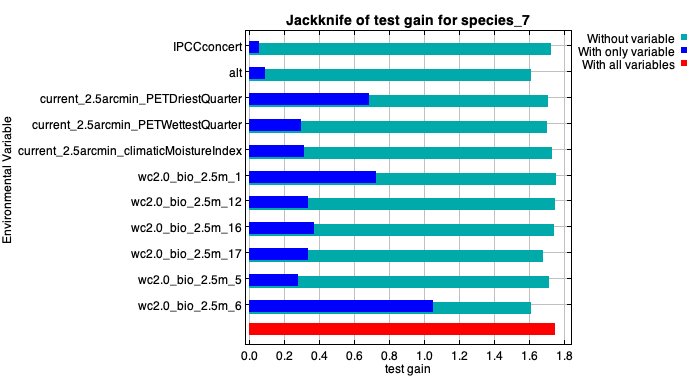 Jackknife of test gain for species_7
Without variable
With only variable
With all variables
Environmental Variable
IPCCconcert
alt
current_2.5arcmin_PETDriestQuarter
current_2.5arcmin_PETWettestQuarter
current_2.5arcmin_climaticMoistureIndex
wc2.0_bio_2.5m_1
wc2.0_bio_2.5m_12
wc2.0_bio_2.5m_16
wc2.0_bio_2.5m_17
wc2.0_bio_2.5m_5
wc2.0_bio_2.5m_6
0.0 0.2 0.4 0.6 0.8 1.0 1.2 1.4 1.6 1.8
test gain